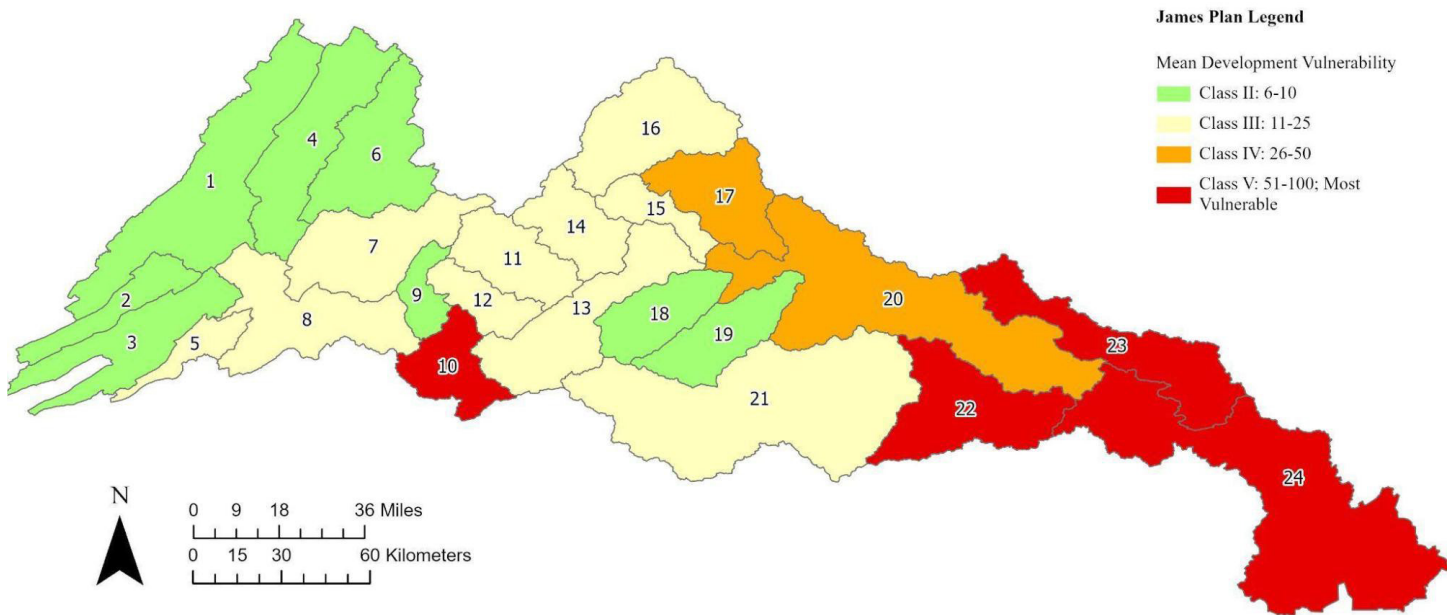 James Plan Legend
Mean Development Vulnerability
Class II: 6-10
Class III: 11-25
Class IV: 26-50
Class V: 51-100; Most
Vulnerable
16
4
6
17
1
15
14
7
11
2
9
12
13
20
8
18
3
19
5
23
10
21
22
24
N
0 9 18 36 Miles
0 15 30 60 Kilometers